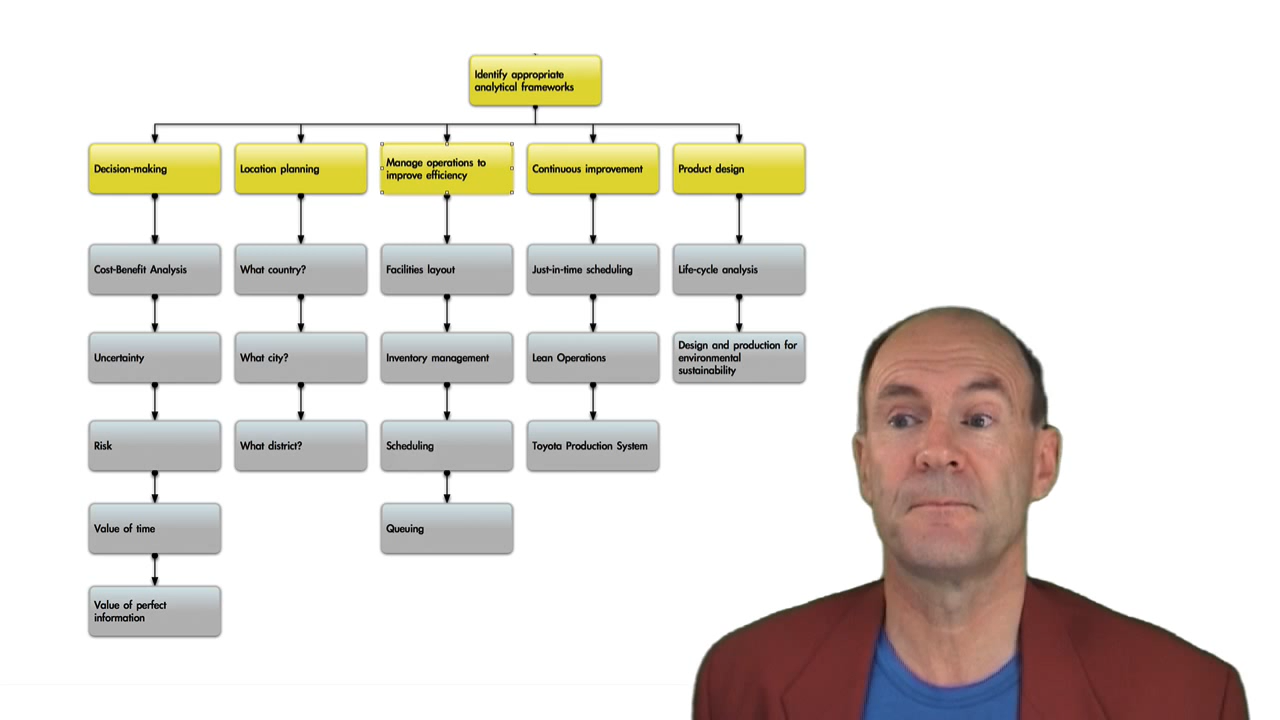 Identify appropriate
analytical frameworks
Decision-making
Location planning
Manage operations to
improve efficiency
Continuous improvement
Product design
Cost-Benefit Analysis
What country?
Facilities layout
Just-in-time scheduling
Life-cycle analysis
Uncertainty
What city?
Inventory management
Lean Operations
Design and production for
environmental
sustainability
Risk
What district?
Scheduling
Toyota Production System
Value of time
Queuing
Value of perfect
information